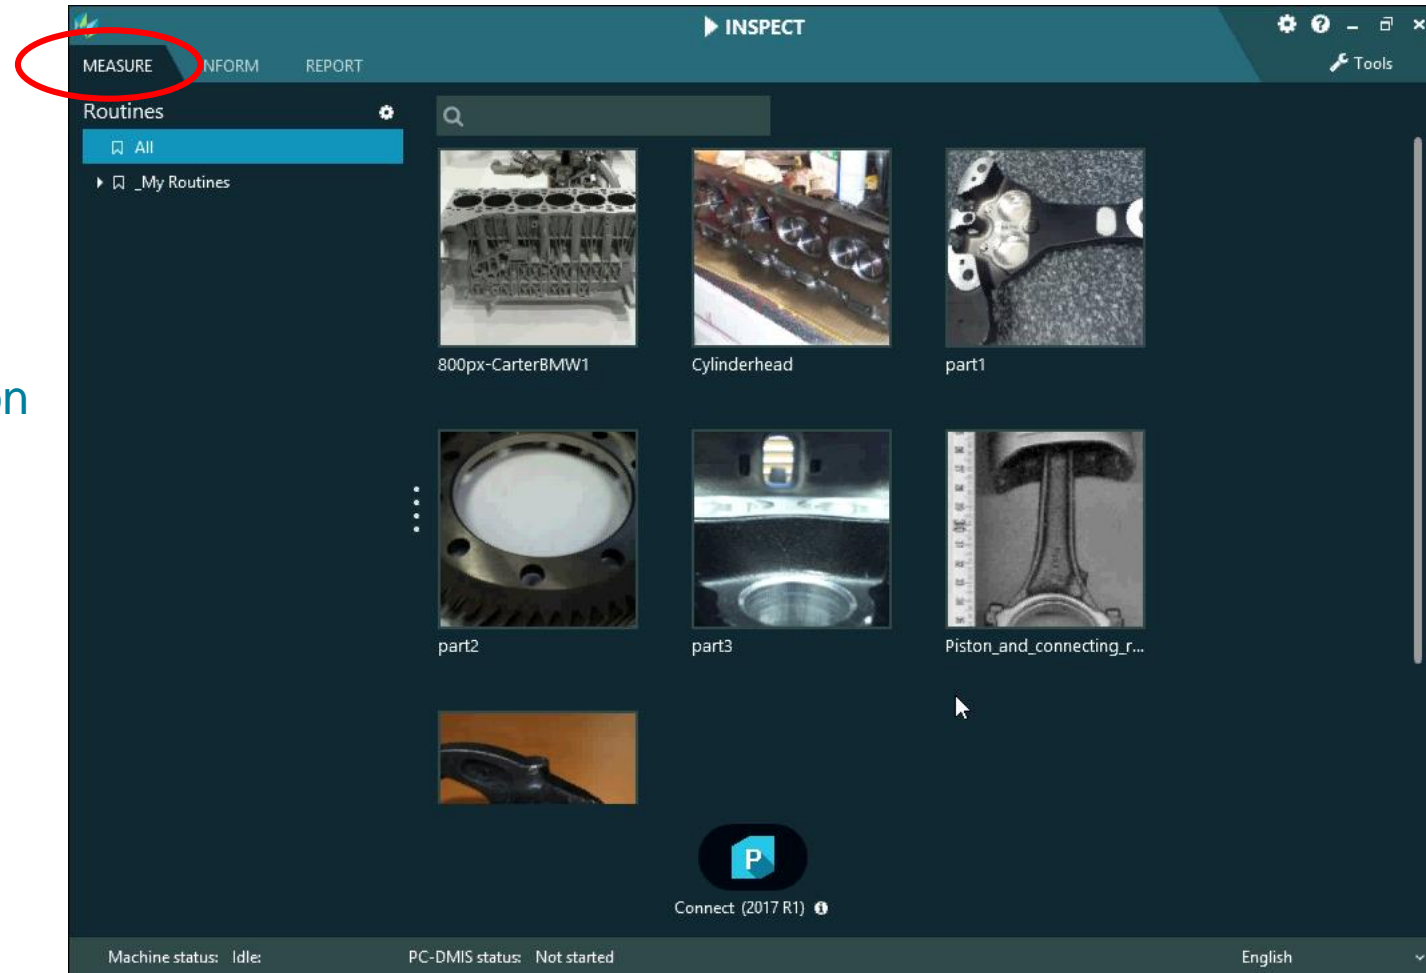 INSPECT
MEASURE NFORM REPORT
Tools
Routines
All
_My Routines
800px-CarterBMW1 Cylinderhead part1
on
part2 part3 Piston_and_connecting_r...
P
Connect (2017 R1)
Machine status: Idle: PC-DMIS status: Not started English